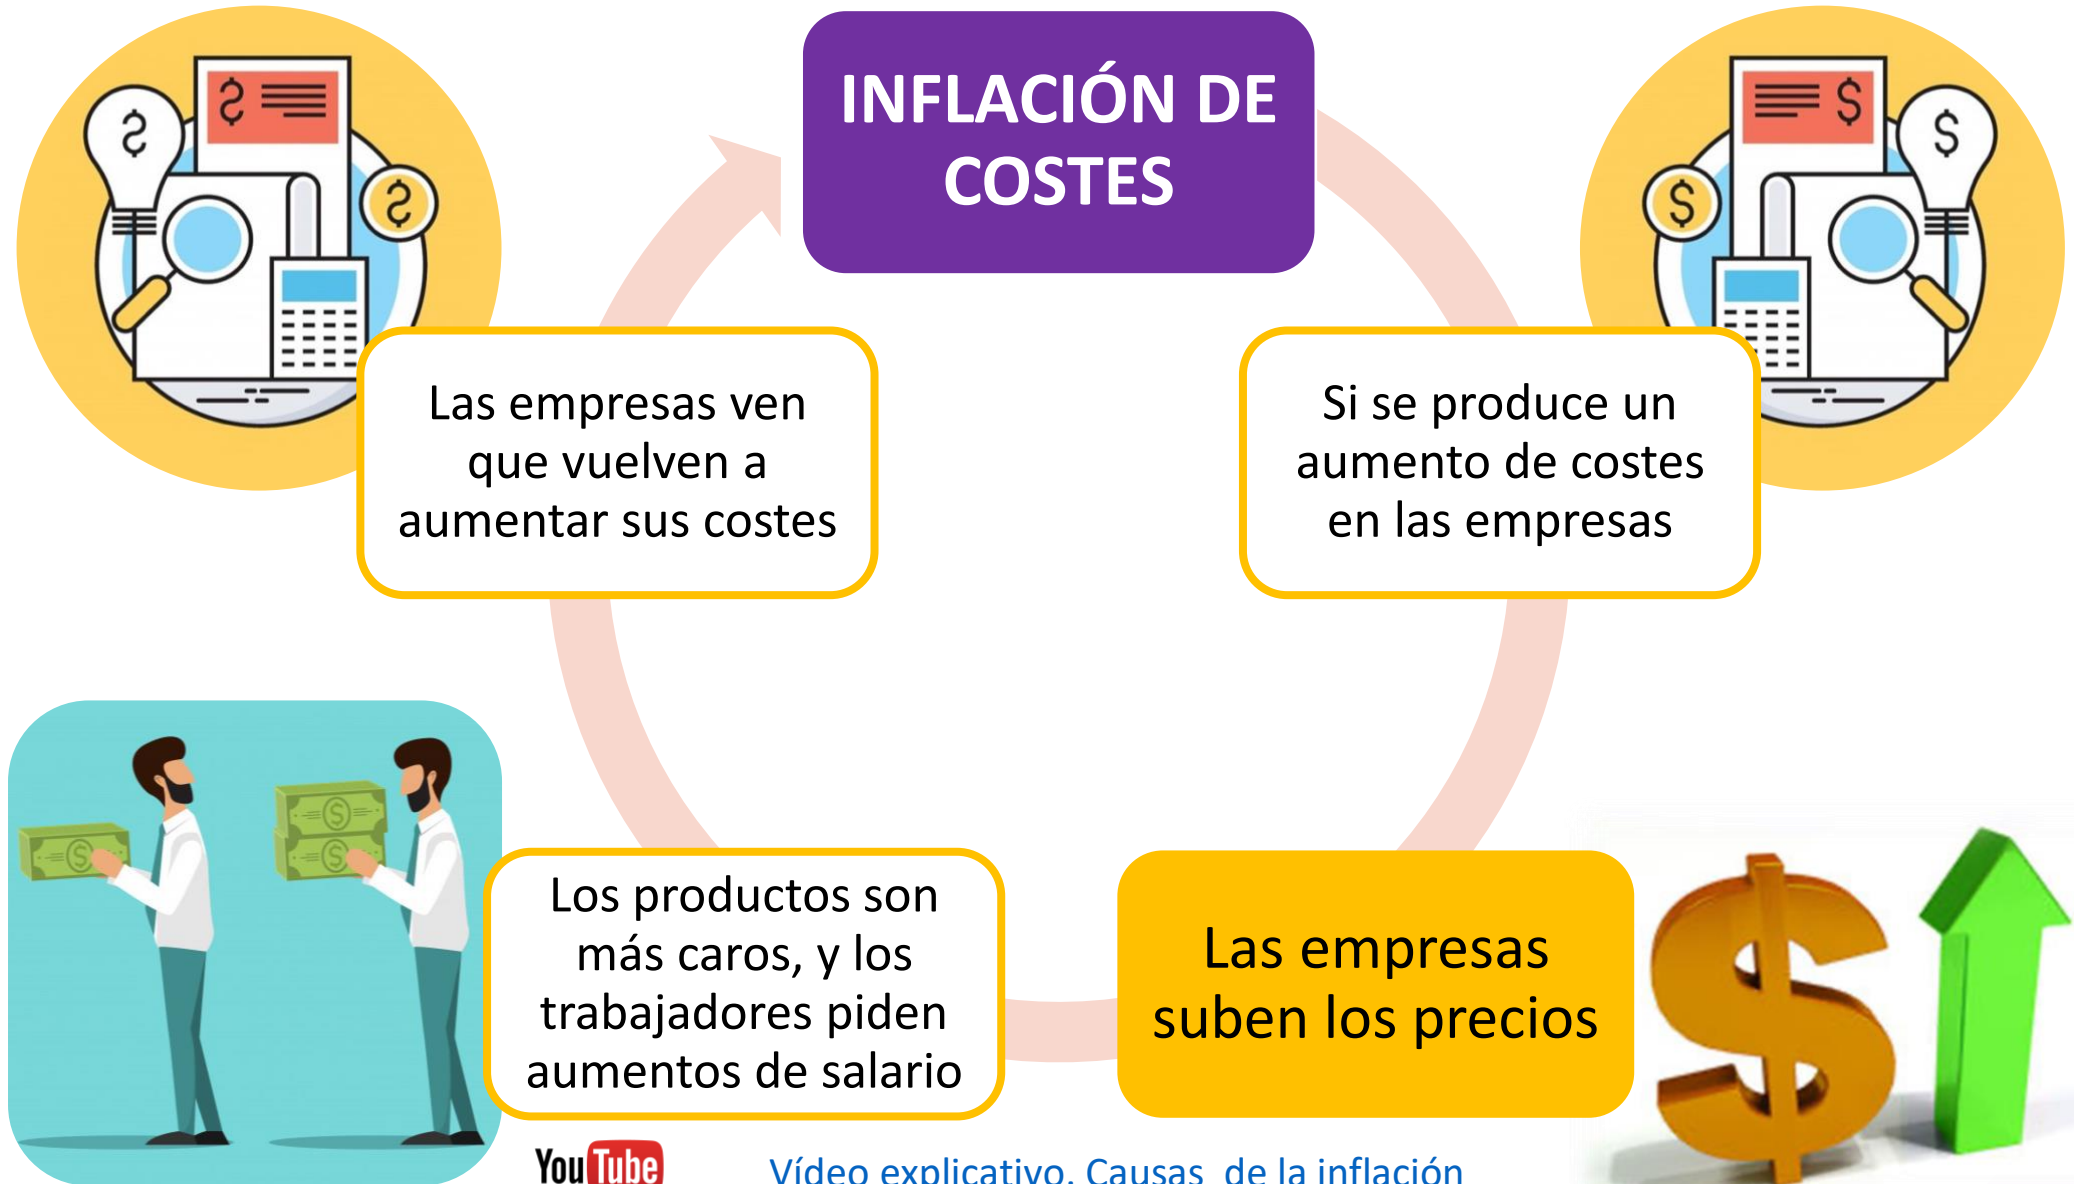 INFLACIÓN DE
COSTES
Si se produce un
aumento de costes
en las empresas
Las empresas
suben los precios
Los productos son
más caros, y los
trabajadores piden
aumentos de salario
Las empresas ven
que vuelven a
aumentar sus costes
YouTube
Vídeo explicativo. Causas de la inflación